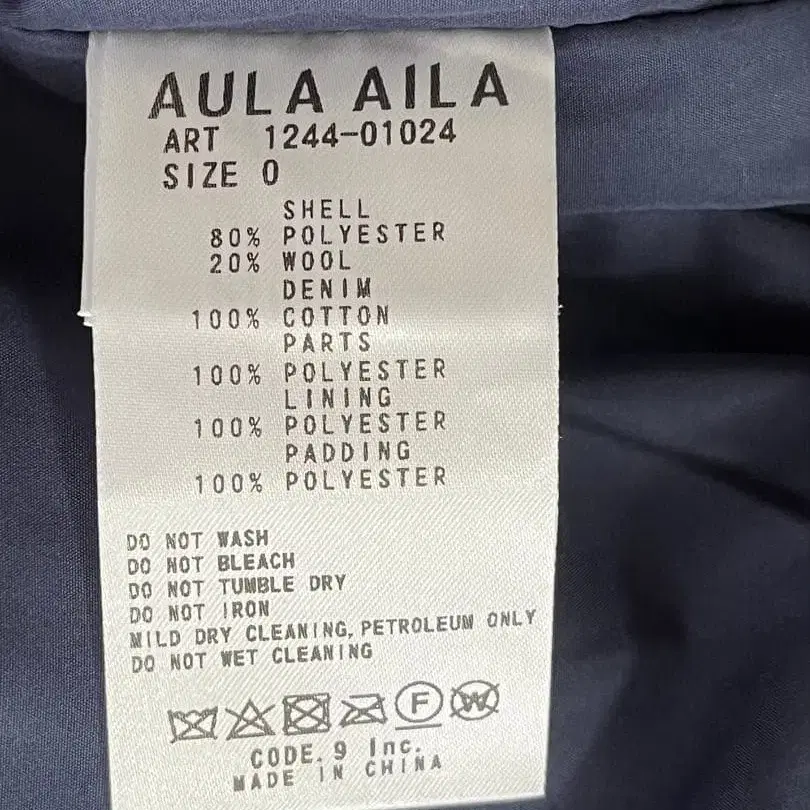 AULA AILA
ART 1244-01024
SIZE 0
SHELL
80% POLYESTER
20% WOOL
DENIM
100% COTTON
PARTS
100% POLYESTER
LINING
100% POLYESTER
PADDING
100% POLYESTER
DO NOT WASH
DO NOT BLEACH
DO NOT TUMBLE DRY
DO NOT IRON
MILD DRY CLEANING, PETROLEUM ONLY
DO NOT WET CLEANING
F W
CODE. 9 Inc.
MADE IN CHINA